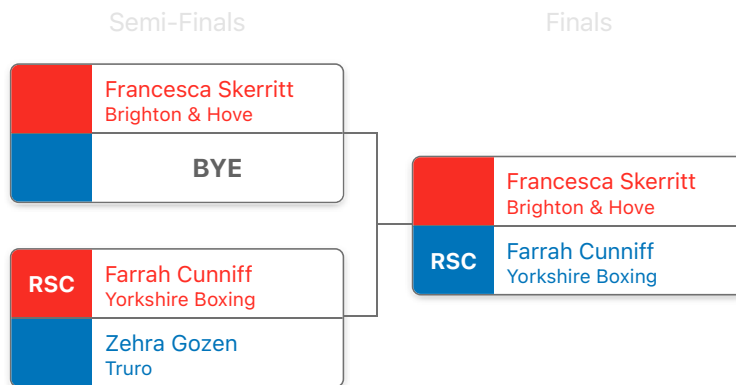 Semi-Finals
Finals
Francesca Skerritt
Brighton & Hove
BYE
RSC
Farrah Cunniff
Yorkshire Boxing
Zehra Gozen
Truro
Francesca Skerritt
Brighton & Hove
RSC
Farrah Cunniff
Yorkshire Boxing